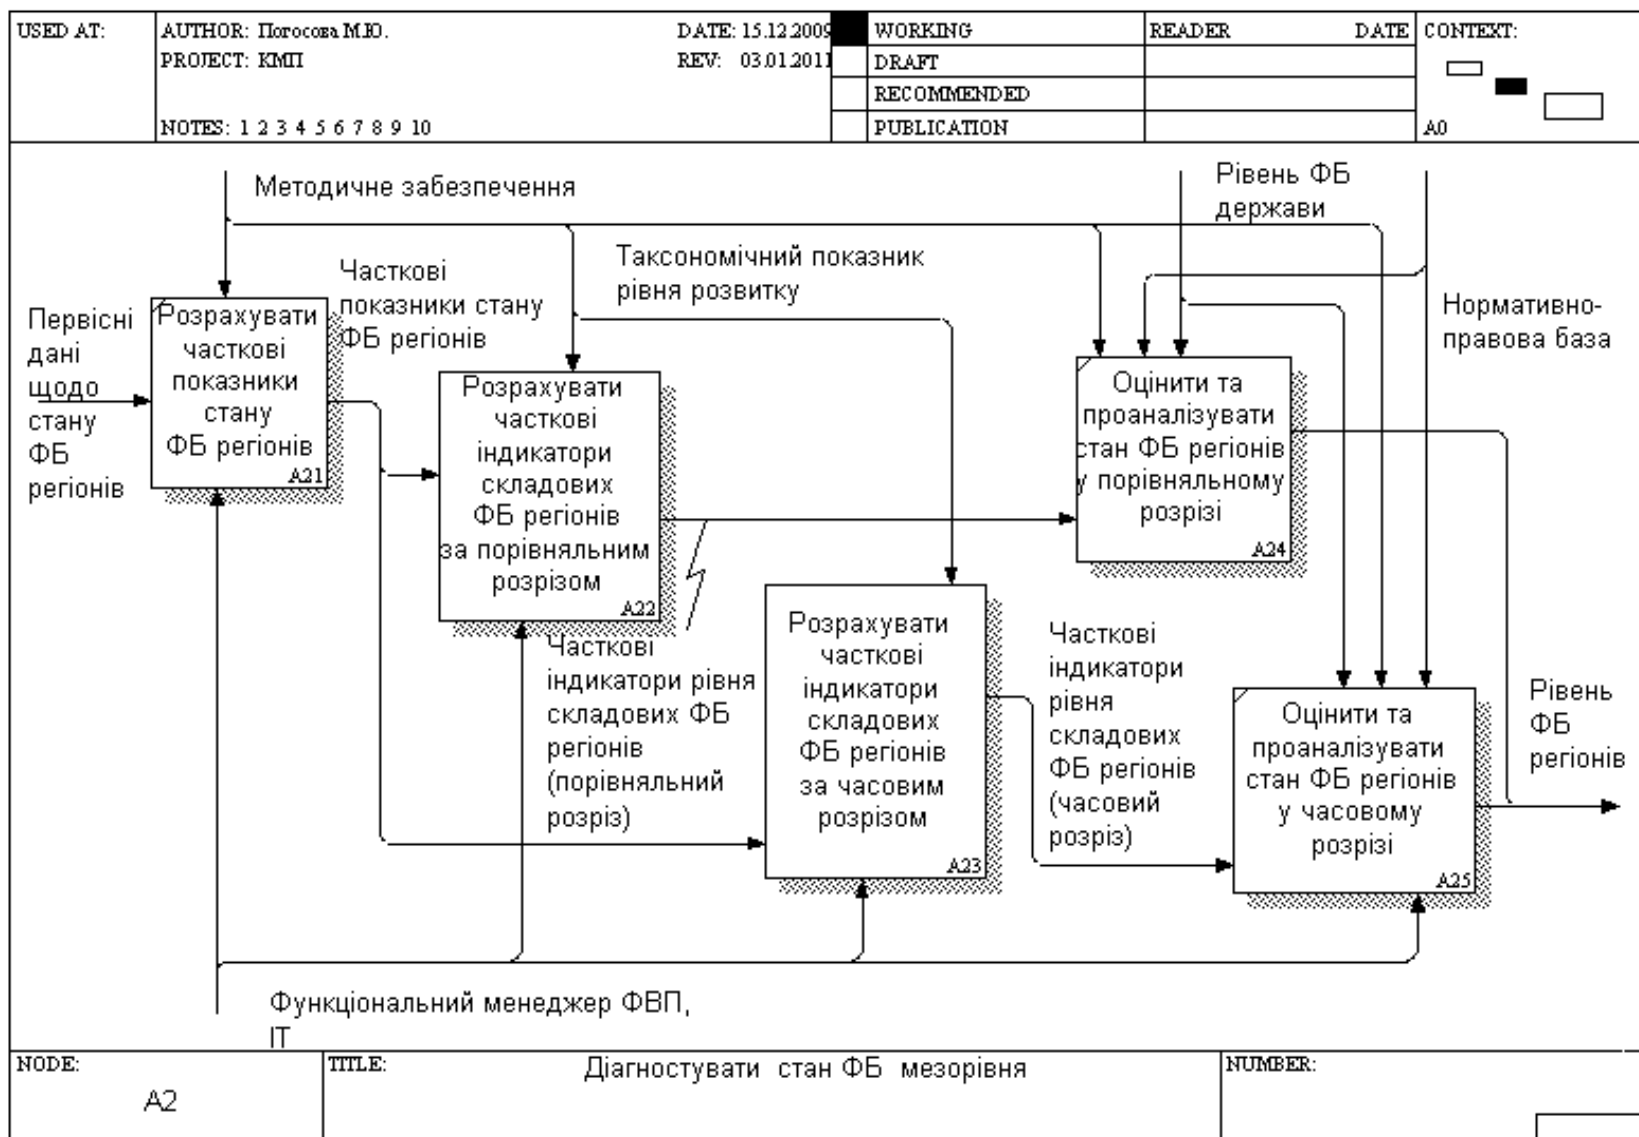 USED AT:
AUTHOR: Погосова М.Ю.
DATE: 15.12.2009
PROJECT: КМП
REV: 03.01.2011
NOTES: 1 2 3 4 5 6 7 8 9 10
WORKING
DRAFT
RECOMMENDED
PUBLICATION
READER
DATE
CONTEXT:
A0
Методичне забезпечення
Рівень ФБ
держави
Таксономічний показник
рівня розвитку
Часткові
показники стану
ФБ регіонів
Нормативно-
правова база
Первісні
дані
щодо
стану
ФБ
регіонів
Розрахувати
часткові
показники
стану
ФБ регіонів
A21
Розрахувати
часткові
індикатори
складових
ФБ регіонів
за порівняльним
розрізом
A22
Оцінити та
проаналізувати
стан ФБ регіонів
у порівняльному
розрізі
A24
Часткові
індикатори рівня
складових ФБ
регіонів
(порівняльний
розріз)
Розрахувати
часткові
індикатори
складових
ФБ регіонів
за часовим
розрізом
A23
Часткові
індикатори
рівня
складових
ФБ регіонів
(часовий
розріз)
Оцінити та
проаналізувати
стан ФБ регіонів
у часовому
розрізі
A25
Рівень
ФБ
регіонів
Функціональний менеджер ФВП,
ІТ
NODE:
A2
TITLE:
Діагностувати стан ФБ мезорівня
NUMBER: